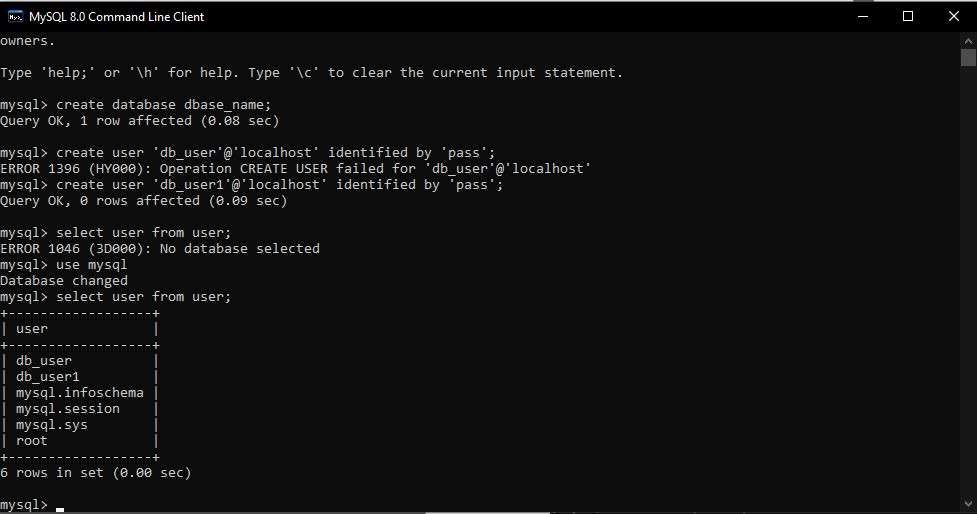 MySQL 8.0 Command Line Client
owners.
Type 'help;' or '\h' for help. Type '\c' to clear the current input statement.
mysql> create database dbase_name;
Query OK, 1 row affected (0.08 sec)
mysql> create user 'db_user'@'localhost' identified by 'pass';
ERROR 1396 (HY000): Operation CREATE USER failed for 'db_user'@'localhost'
mysql> create user 'db_user1'@'localhost' identified by 'pass';
Query OK, 0 rows affected (0.09 sec)
mysql> select user from user;
ERROR 1046 (3D000): No database selected
mysql> use mysql
Database changed
mysql> select user from user;
+------------------+
| user             |
+------------------+
| db_user          |
| db_user1         |
| mysql.infoschema |
| mysql.session    |
| mysql.sys        |
| root             |
+------------------+
6 rows in set (0.00 sec)
mysql>